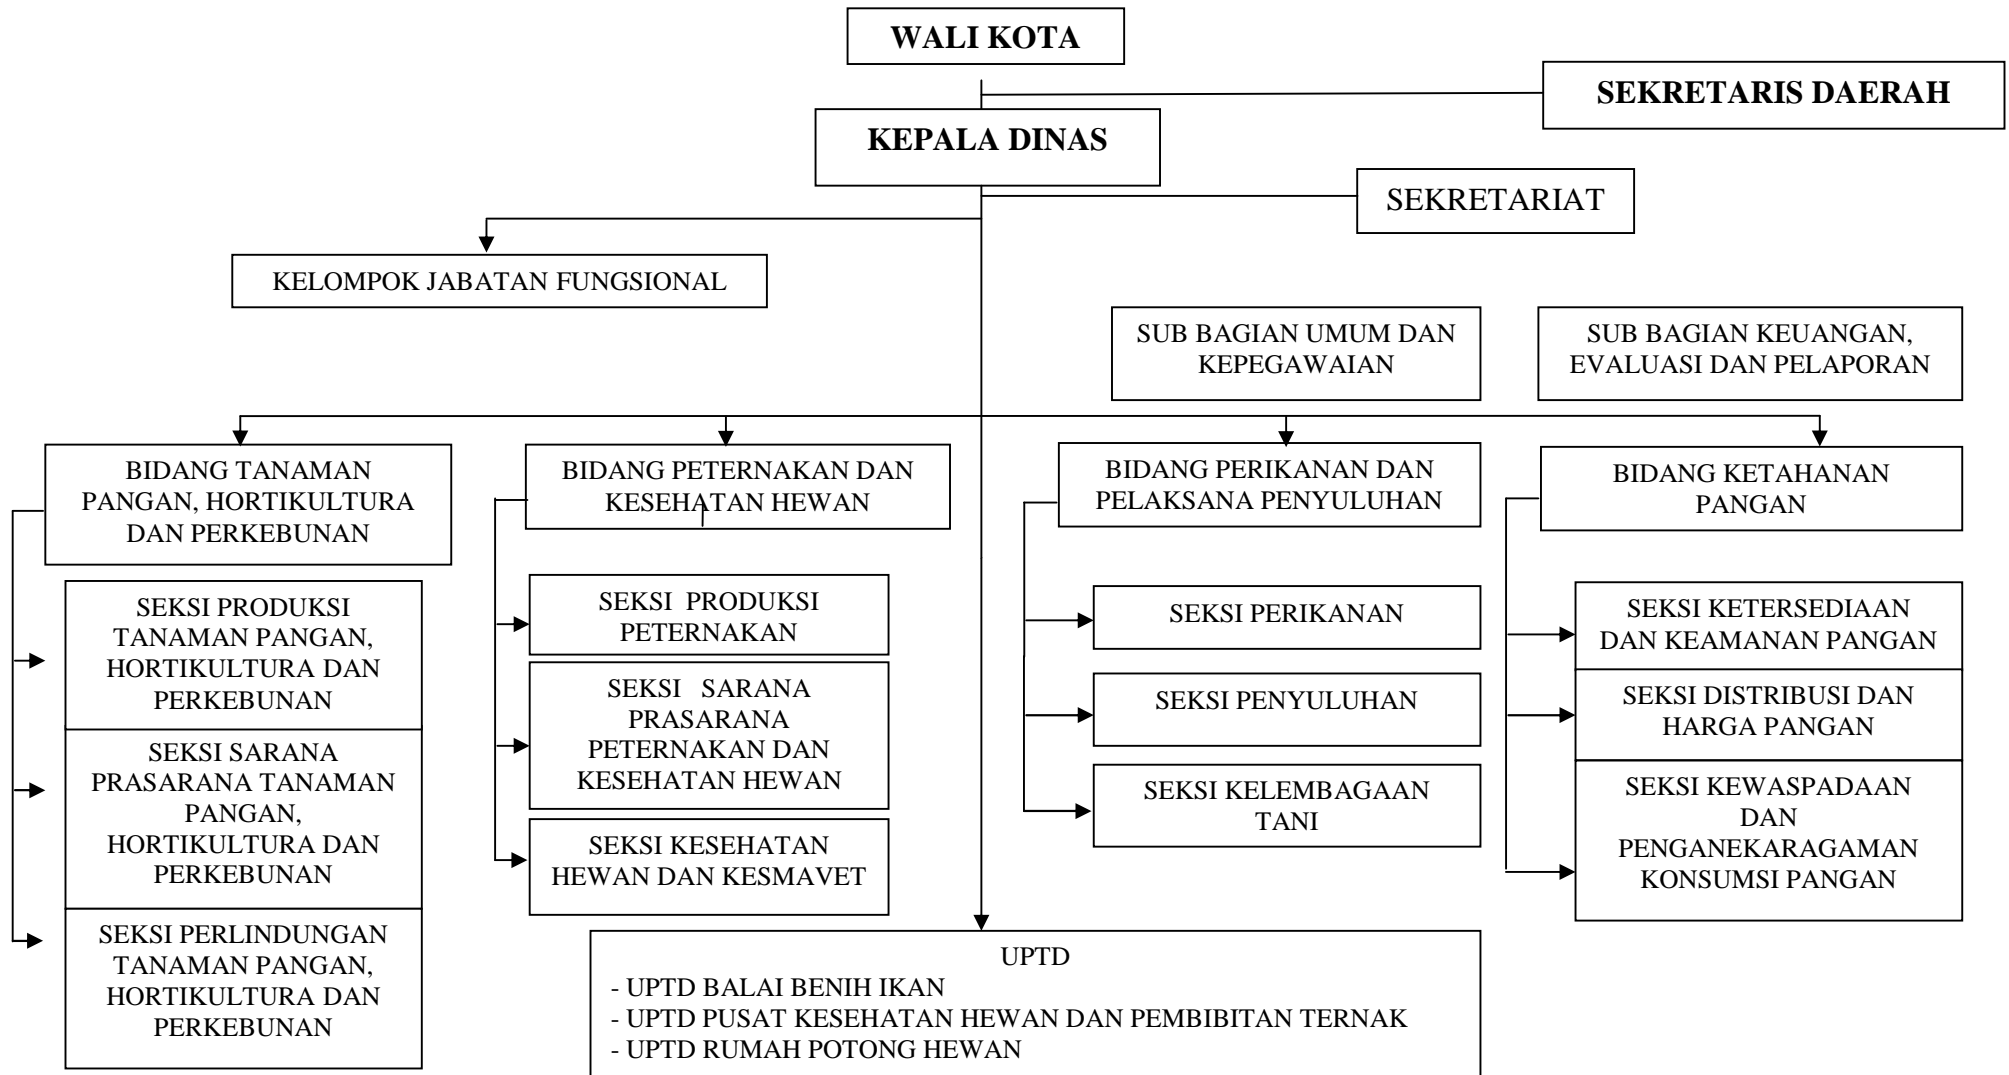 WALI KOTA
SEKRETARIS DAERAH
KEPALA DINAS
SEKRETARIAT
KELOMPOK JABATAN FUNGSIONAL
SUB BAGIAN UMUM DAN
KEPEGAWAIAN
SUB BAGIAN KEUANGAN,
EVALUASI DAN PELAPORAN
BIDANG TANAMAN
PANGAN, HORTIKULTURA
DAN PERKEBUNAN
BIDANG PETERNAKAN DAN
KESEHATAN HEWAN
BIDANG PERIKANAN DAN
PELAKSANA PENYULUHAN
BIDANG KETAHANAN
PANGAN
SEKSI PRODUKSI
TANAMAN PANGAN,
HORTIKULTURA DAN
PERKEBUNAN
SEKSI SARANA
PRASARANA TANAMAN
PANGAN,
HORTIKULTURA DAN
PERKEBUNAN
SEKSI PERLINDUNGAN
TANAMAN PANGAN,
HORTIKULTURA DAN
PERKEBUNAN
SEKSI PRODUKSI
PETERNAKAN
SEKSI SARANA
PRASARANA
PETERNAKAN DAN
KESEHATAN HEWAN
SEKSI KESEHATAN
HEWAN DAN KESMAVET
SEKSI PERIKANAN
SEKSI PENYULUHAN
SEKSI KELEMBAGAAN
TANI
SEKSI KETERSEDIAAN
DAN KEAMANAN PANGAN
SEKSI DISTRIBUSI DAN
HARGA PANGAN
SEKSI KEWASPADAAN
DAN
PENGANEKARAGAMAN
KONSUMSI PANGAN
UPTD
- UPTD BALAI BENIH IKAN
- UPTD PUSAT KESEHATAN HEWAN DAN PEMBIBITAN TERNAK
- UPTD RUMAH POTONG HEWAN